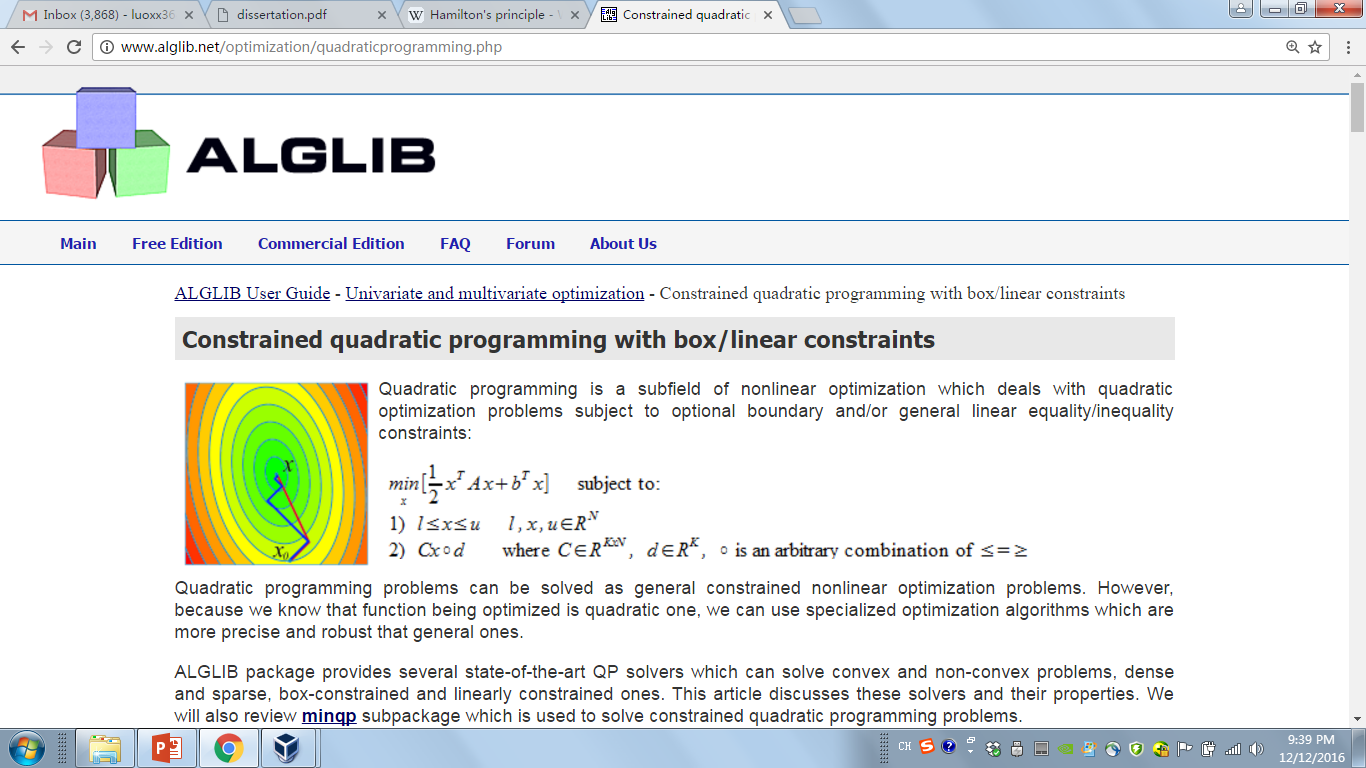 Inbox (3,868) - luoxx36
dissertation.pdf
Hamilton's principle -
Constrained quadratic
www.alglib.net/optimization/quadraticprogramming.php
ALGLIB
Main Free Edition Commercial Edition FAQ Forum About Us
ALGLIB User Guide - Univariate and multivariate optimization - Constrained quadratic programming with box/linear constraints
Constrained quadratic programming with box/linear constraints
x
x₀
Quadratic programming is a subfield of nonlinear optimization which deals with quadratic
optimization problems subject to optional boundary and/or general linear equality/inequality
constraints:
min_x [1/2 x^T Ax+b^T x] subject to:
1) l≤x≤u l,x,u∈R^N
2) Cx∘d where C∈R^{KxN}, d∈R^K, ∘ is an arbitrary combination of ≤=≥
Quadratic programming problems can be solved as general constrained nonlinear optimization problems. However,
because we know that function being optimized is quadratic one, we can use specialized optimization algorithms which are
more precise and robust that general ones.
ALGLIB package provides several state-of-the-art QP solvers which can solve convex and non-convex problems, dense
and sparse, box-constrained and linearly constrained ones. This article discusses these solvers and their properties. We
will also review minqp subpackage which is used to solve constrained quadratic programming problems.
CH
9:39 PM
12/12/2016